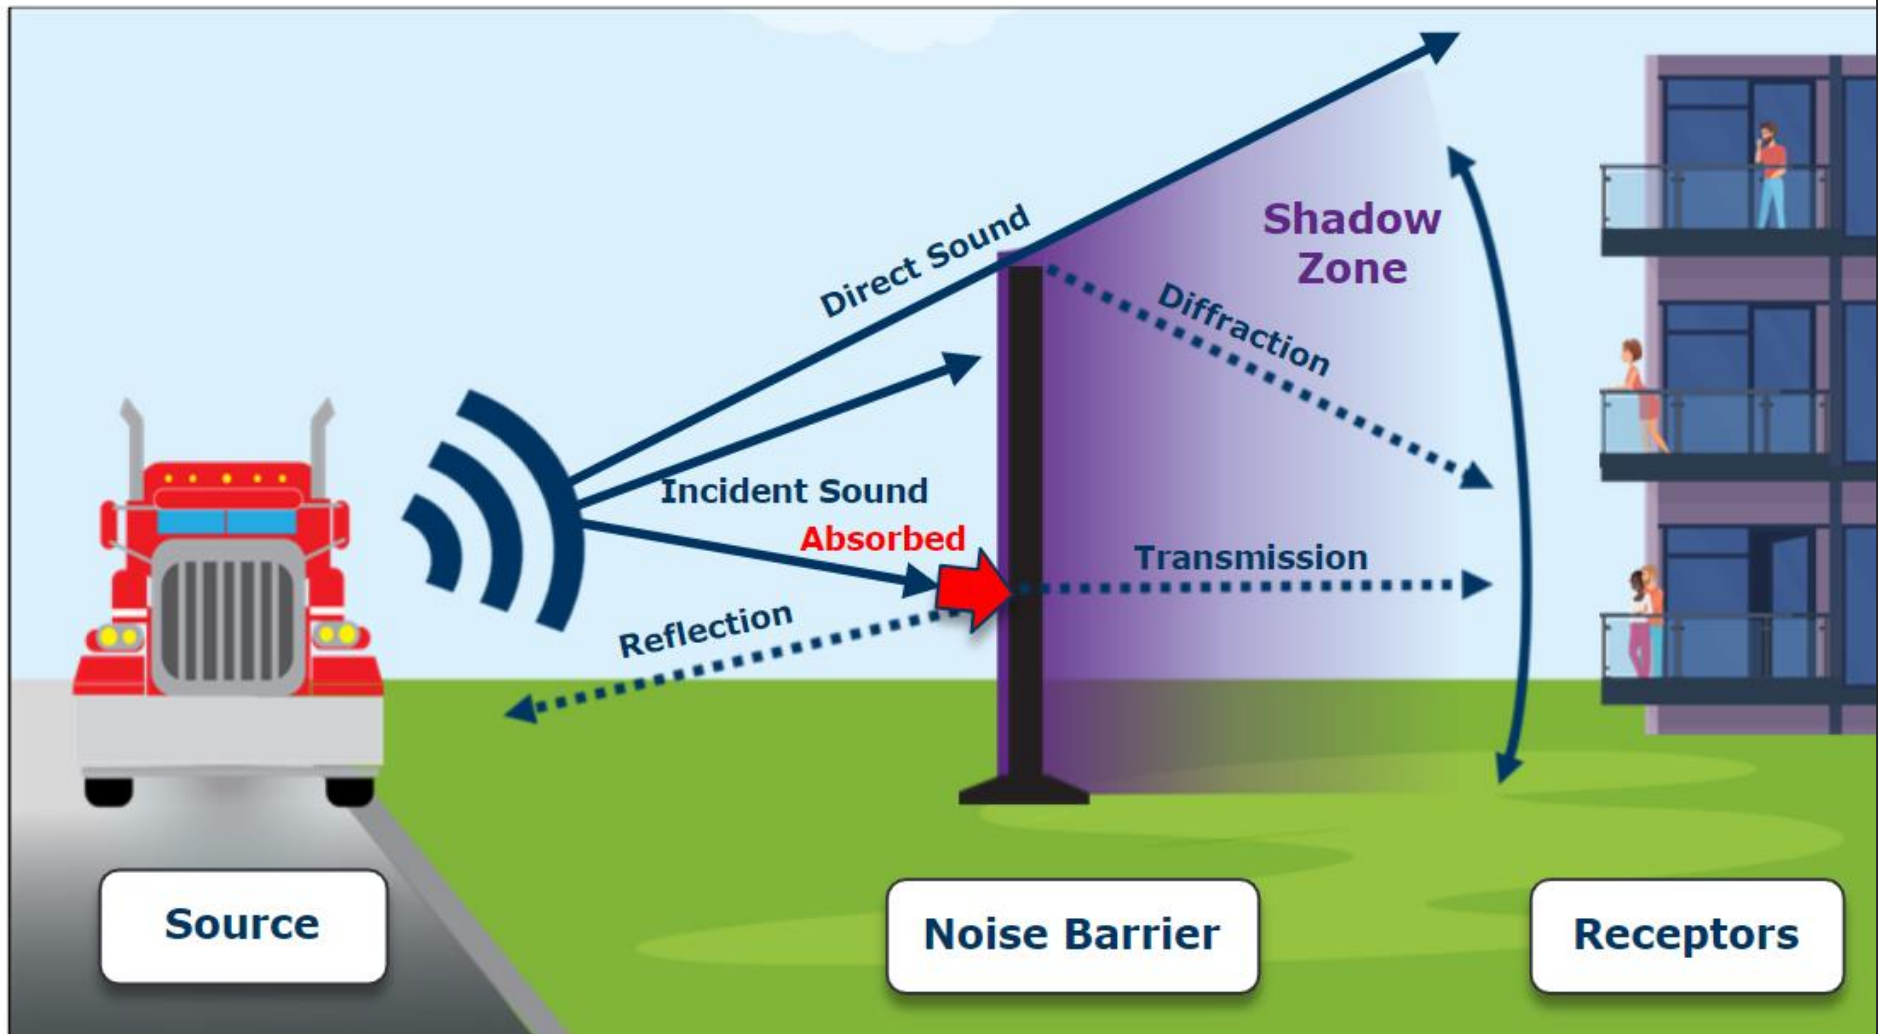 Direct Sound
Shadow
Zone
Diffraction
Incident Sound
Absorbed
Transmission
Reflection
Source
Noise Barrier
Receptors